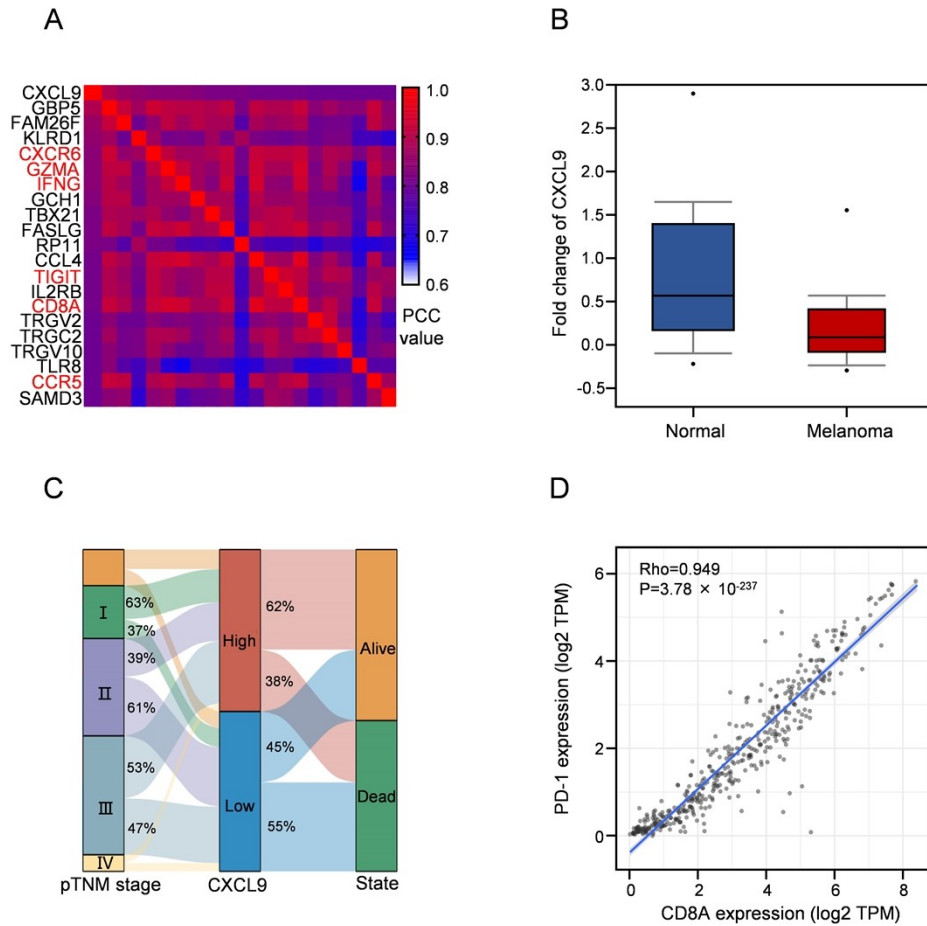 A
CXCL9
GBP5
FAM26F
KLRD1
CXCR6
GZMA
IFNG
GCH1
TBX21
FASLG
RP11
CCL4
TIGIT
IL2RB
CD8A
TRGV2
TRGC2
TRGV10
TLR8
CCR5
SAMD3
1.0
0.9
0.8
0.7
0.6
PCC
value
B
Fold change of CXCL9
3.0
2.5
2.0
1.5
1.0
0.5
0.0
-0.5
Normal Melanoma
C
I
II
III
IV
63%
37%
39%
61%
53%
47%
High
Low
62%
38%
45%
55%
Alive
Dead
pTNM stage CXCL9 State
D
Rho=0.949
P=3.78 × 10-237
PD-1 expression (log2 TPM)
6
4
2
0
0 2 4 6 8
CD8A expression (log2 TPM)